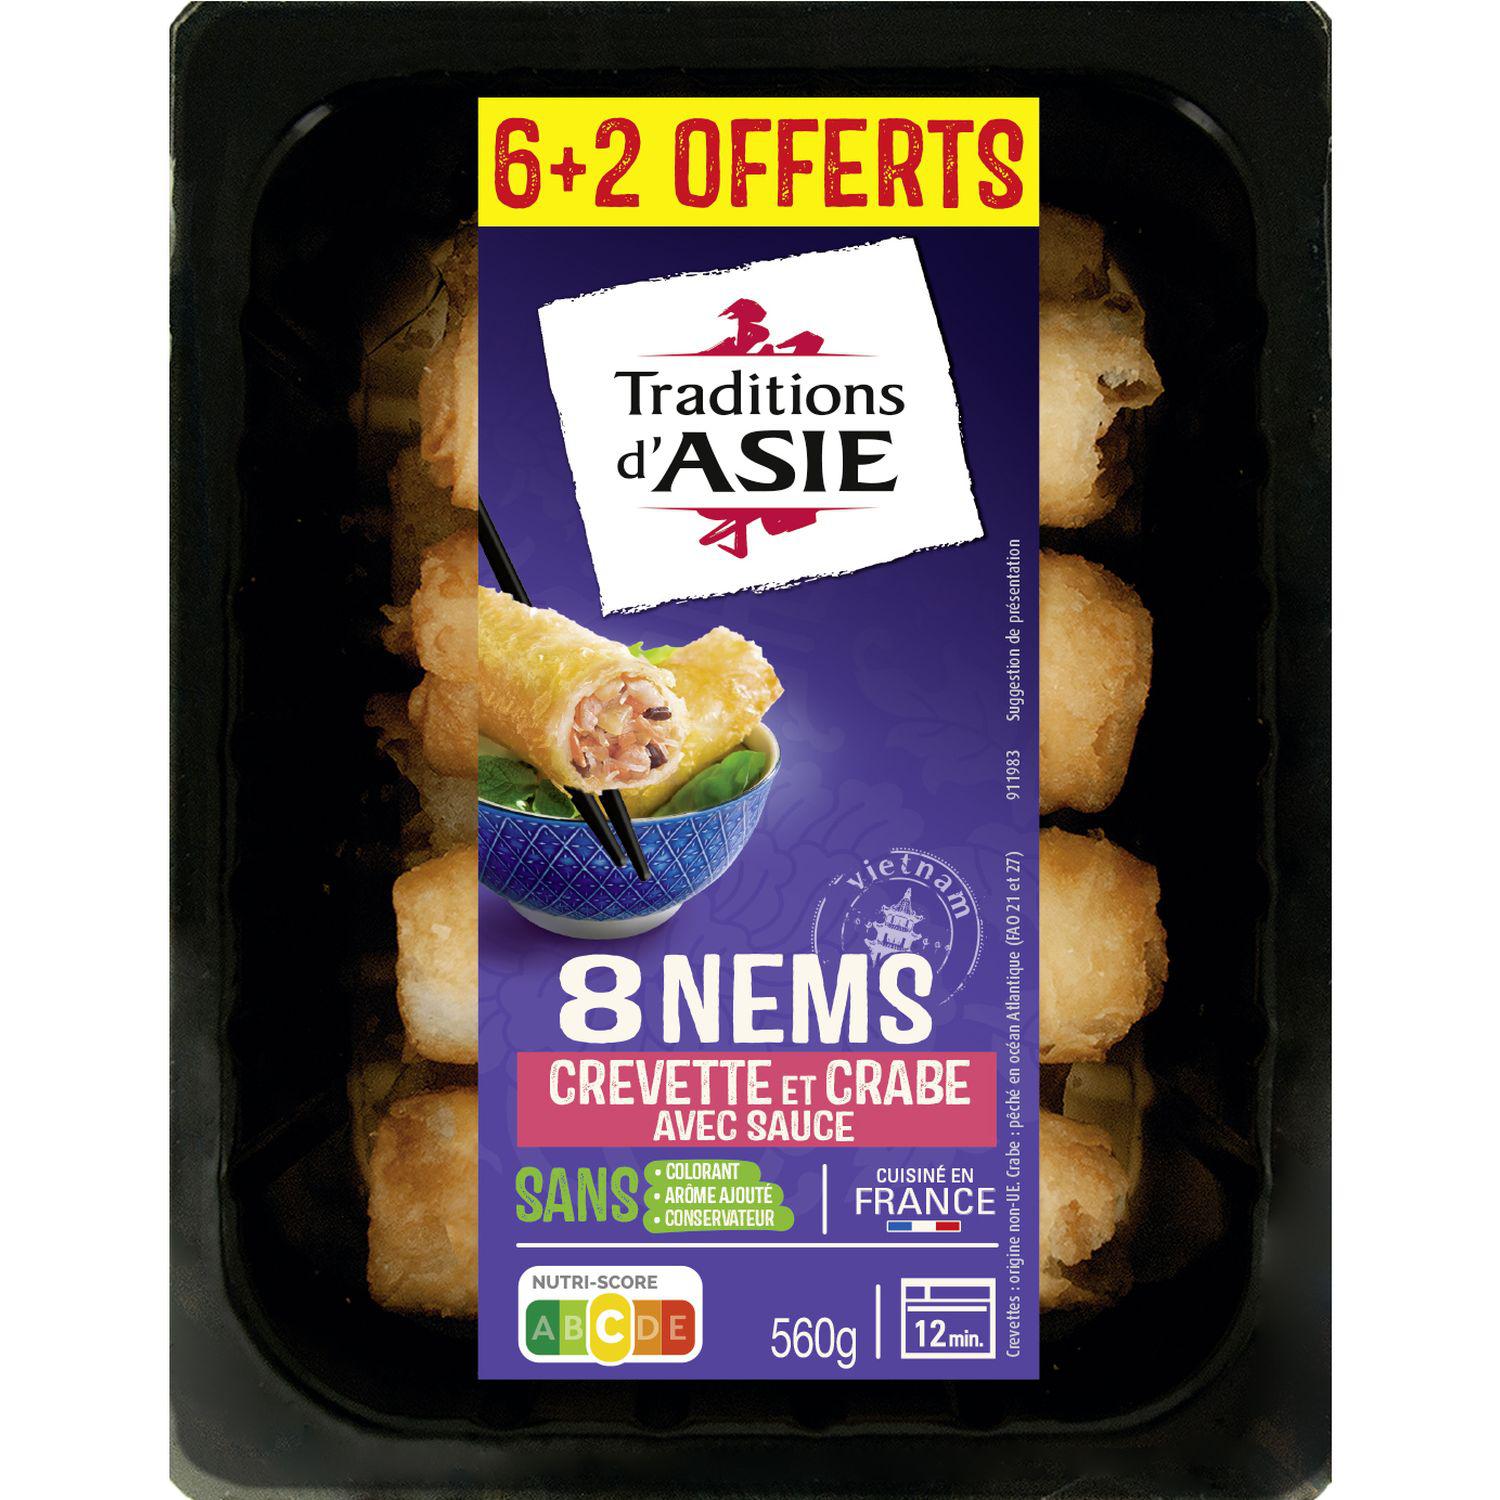 6+2 OFFERTS
Traditions
d'ASIE
Suggestion de présentation
911983
vietnam
8 NEMS
CREVETTE ET CRABE
AVEC SAUCE
SANS
• COLORANT
• ARÔME AJOUTÉ
• CONSERVATEUR
CUISINÉ EN
FRANCE
NUTRI-SCORE
A B C D E
560g
12 min.
Crevettes : origine non-UE. Crabe : pêché en océan Atlantique (FAO 21 et 27)